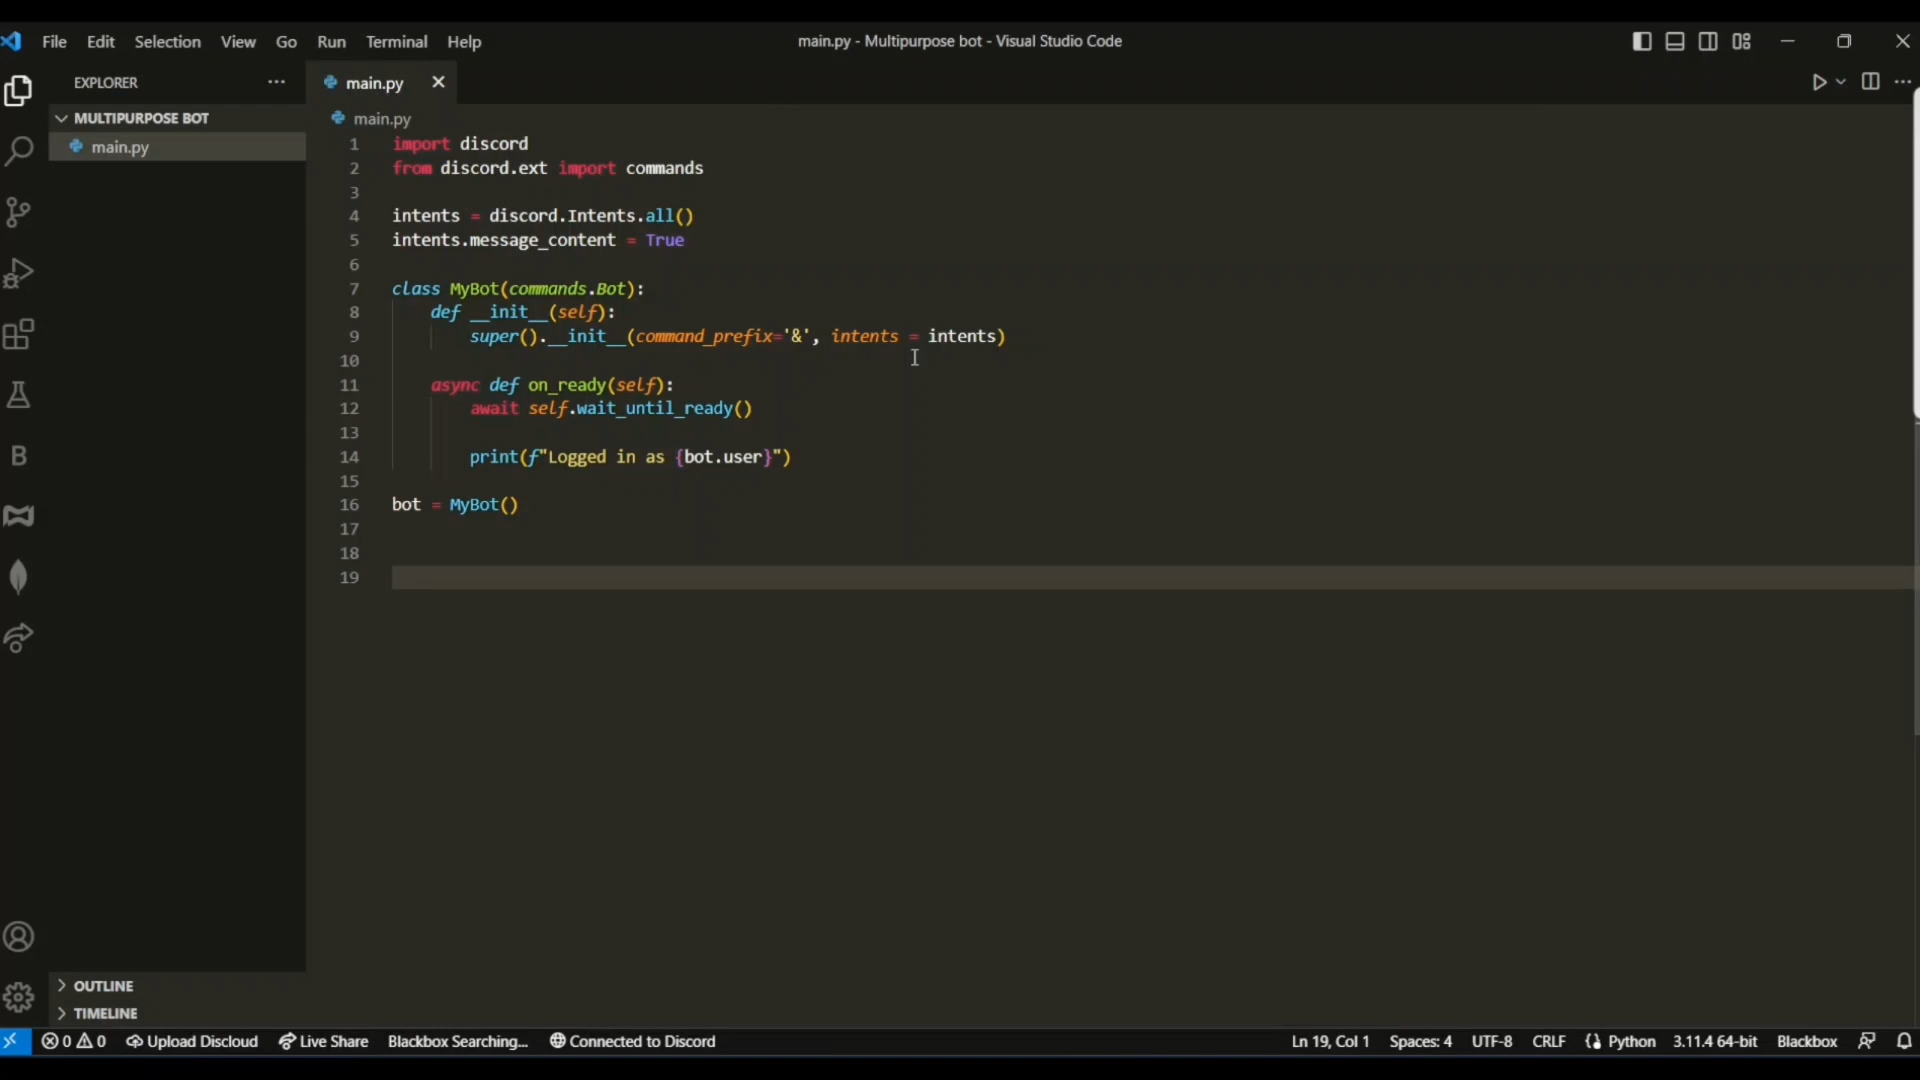 File Edit Selection View Go Run Terminal Help
main.py - Multipurpose bot - Visual Studio Code
EXPLORER
MULTIPURPOSE BOT
main.py
main.py
main.py
1 import discord
2 from discord.ext import commands
3
4 intents = discord.Intents.all()
5 intents.message_content = True
6
7 class MyBot(commands.Bot):
8 def __init__(self):
9 super().__init__(command_prefix='&', intents = intents)
10
11 async def on_ready(self):
12 await self.wait_until_ready()
13
14 print(f"Logged in as {bot.user}")
15
16 bot = MyBot()
17
18
19
B
OUTLINE
TIMELINE
0 0 Upload Discloud Live Share Blackbox Searching... Connected to Discord Ln 19, Col 1 Spaces: 4 UTF-8 CRLF Python 3.11.4 64-bit Blackbox